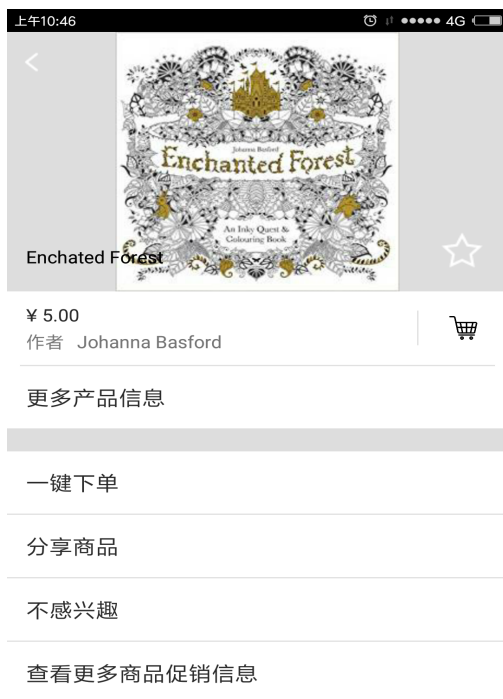 上午10:46 4G
Johanna Basford
Enchanted Forest
An Inky Quest &
Colouring Book
Enchated Forest
¥ 5.00
作者 Johanna Basford
更多产品信息
一键下单
分享商品
不感兴趣
查看更多商品促销信息